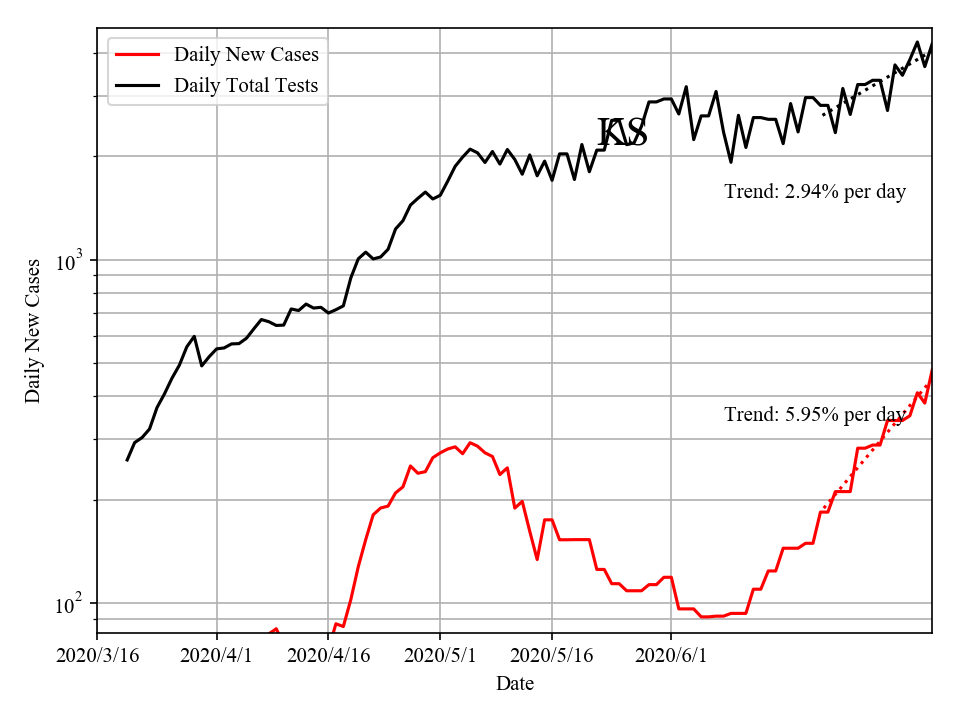 Daily New Cases
Daily Total Tests
KS
Trend: 2.94% per day
Trend: 5.95% per day
10³
10²
Daily New Cases
2020/3/16 2020/4/1 2020/4/16 2020/5/1 2020/5/16 2020/6/1
Date